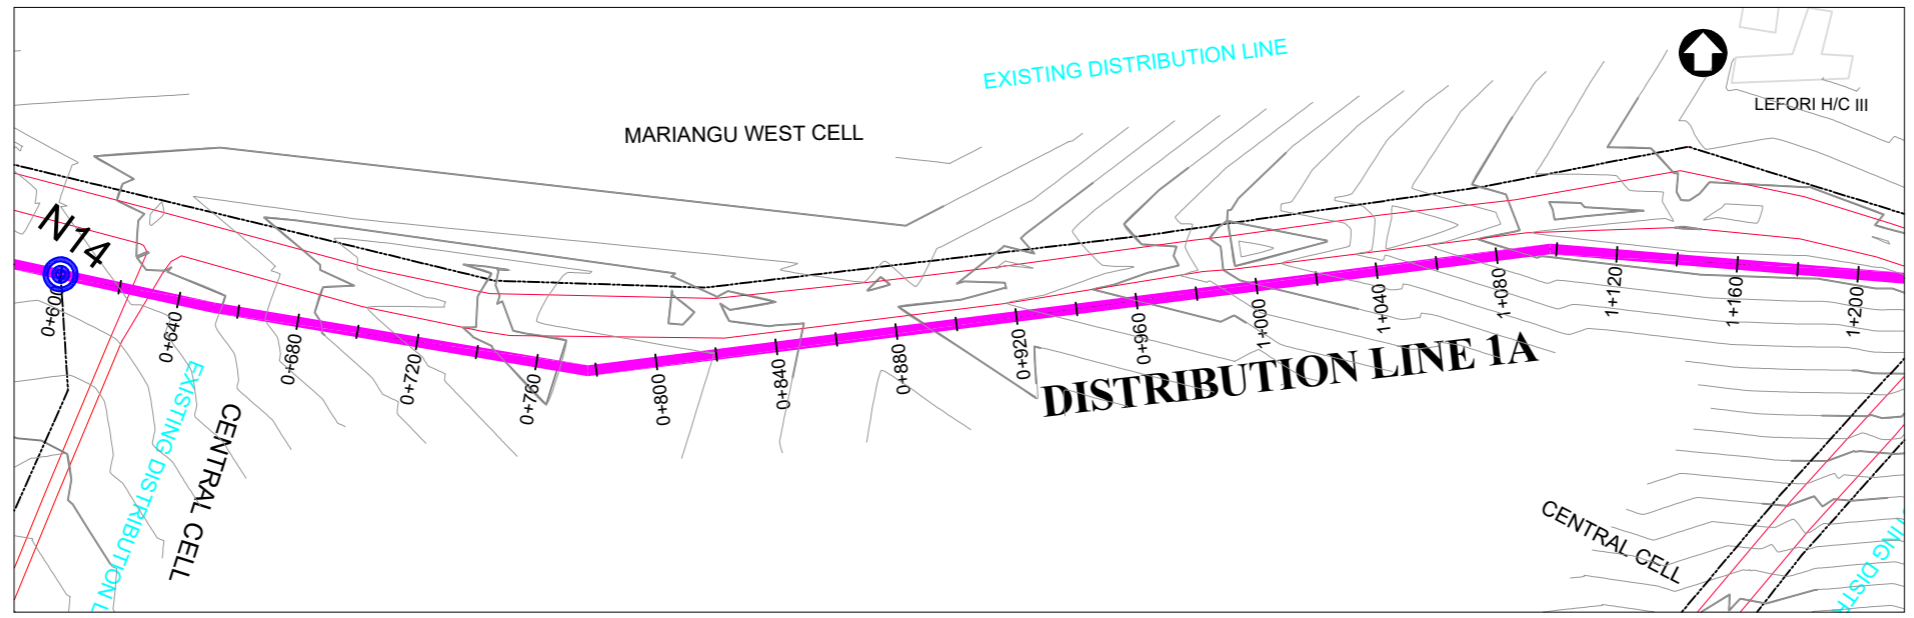 EXISTING DISTRIBUTION LINE
LEFORI H/C III
MARIANGU WEST CELL
N14
0+600
0+640
0+680
0+720
0+760
0+800
0+840
0+880
0+920
0+960
1+000
1+040
1+080
1+120
1+160
1+200
DISTRIBUTION LINE 1A
EXISTING DISTRIBUTION L
CENTRAL CELL
CENTRAL CELL
TING DISTR